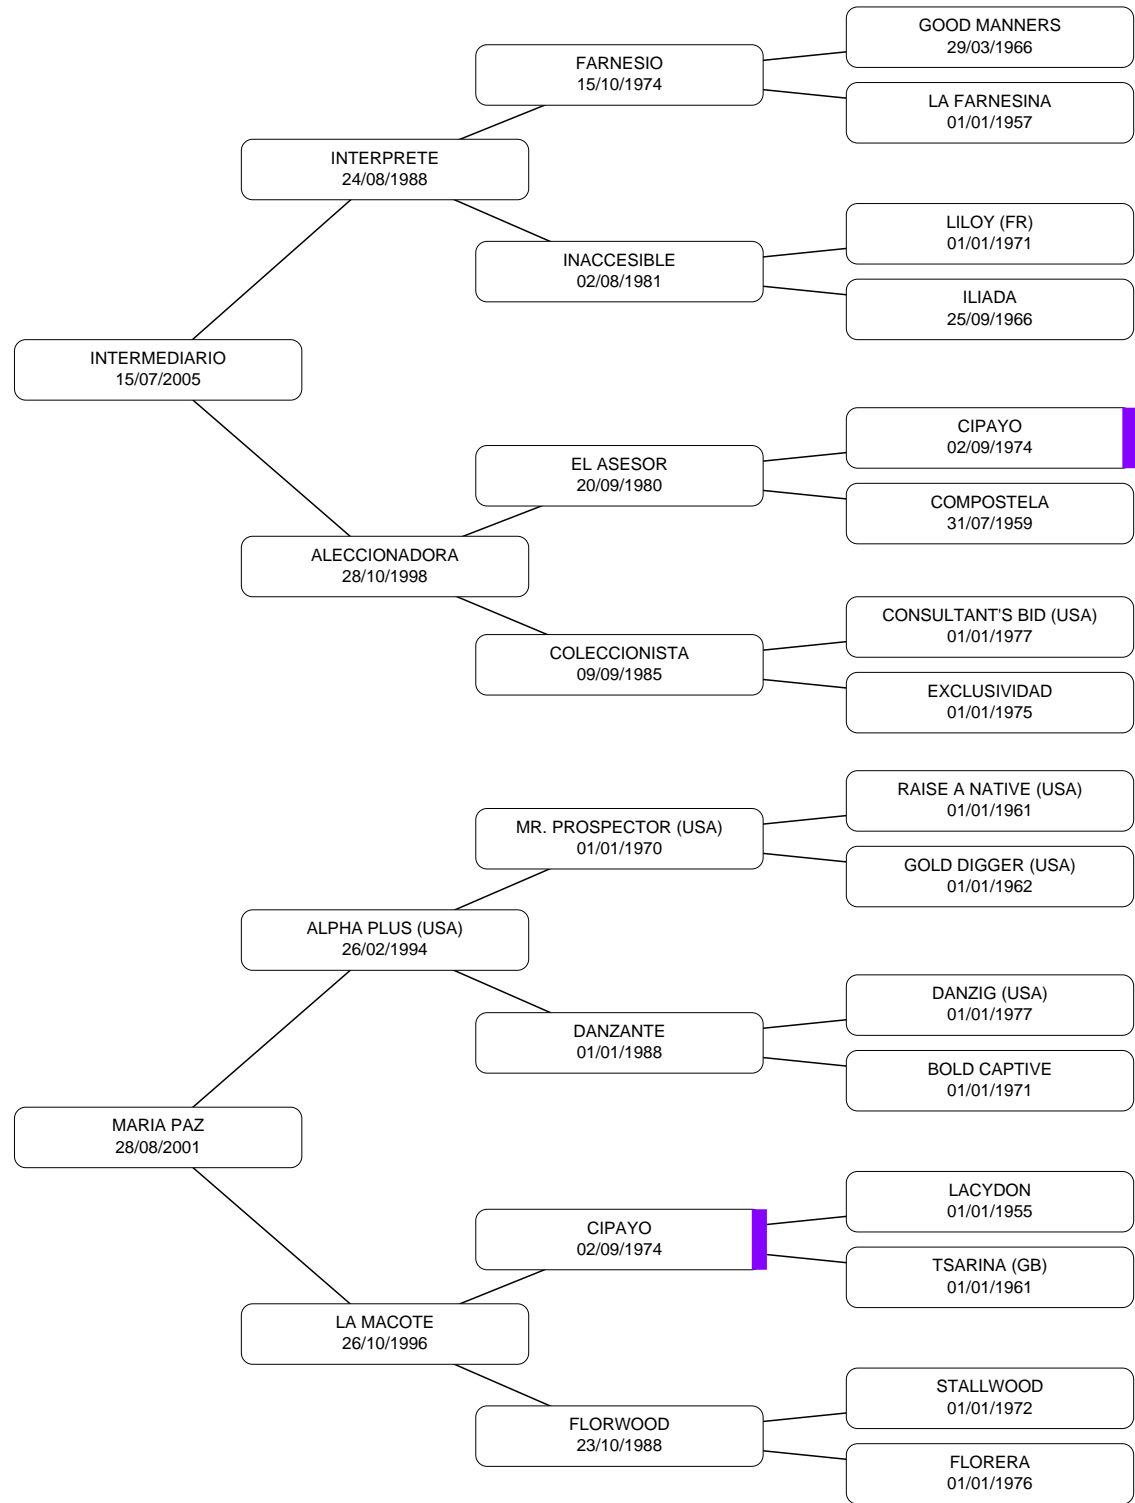 GOOD MANNERS
29/03/1966
FARNESIO
15/10/1974
LA FARNESINA
01/01/1957
INTERPRETE
24/08/1988
LILOY (FR)
01/01/1971
INACCESIBLE
02/08/1981
ILIADA
25/09/1966
INTERMEDIARIO
15/07/2005
CIPAYO
02/09/1974
EL ASESOR
20/09/1980
COMPOSTELA
31/07/1959
ALECCIONADORA
28/10/1998
CONSULTANT'S BID (USA)
01/01/1977
COLECCIONISTA
09/09/1985
EXCLUSIVIDAD
01/01/1975
RAISE A NATIVE (USA)
01/01/1961
MR. PROSPECTOR (USA)
01/01/1970
GOLD DIGGER (USA)
01/01/1962
ALPHA PLUS (USA)
26/02/1994
DANZIG (USA)
01/01/1977
DANZANTE
01/01/1988
BOLD CAPTIVE
01/01/1971
MARIA PAZ
28/08/2001
LACYDON
01/01/1955
CIPAYO
02/09/1974
TSARINA (GB)
01/01/1961
LA MACOTE
26/10/1996
STALLWOOD
01/01/1972
FLORWOOD
23/10/1988
FLORERA
01/01/1976